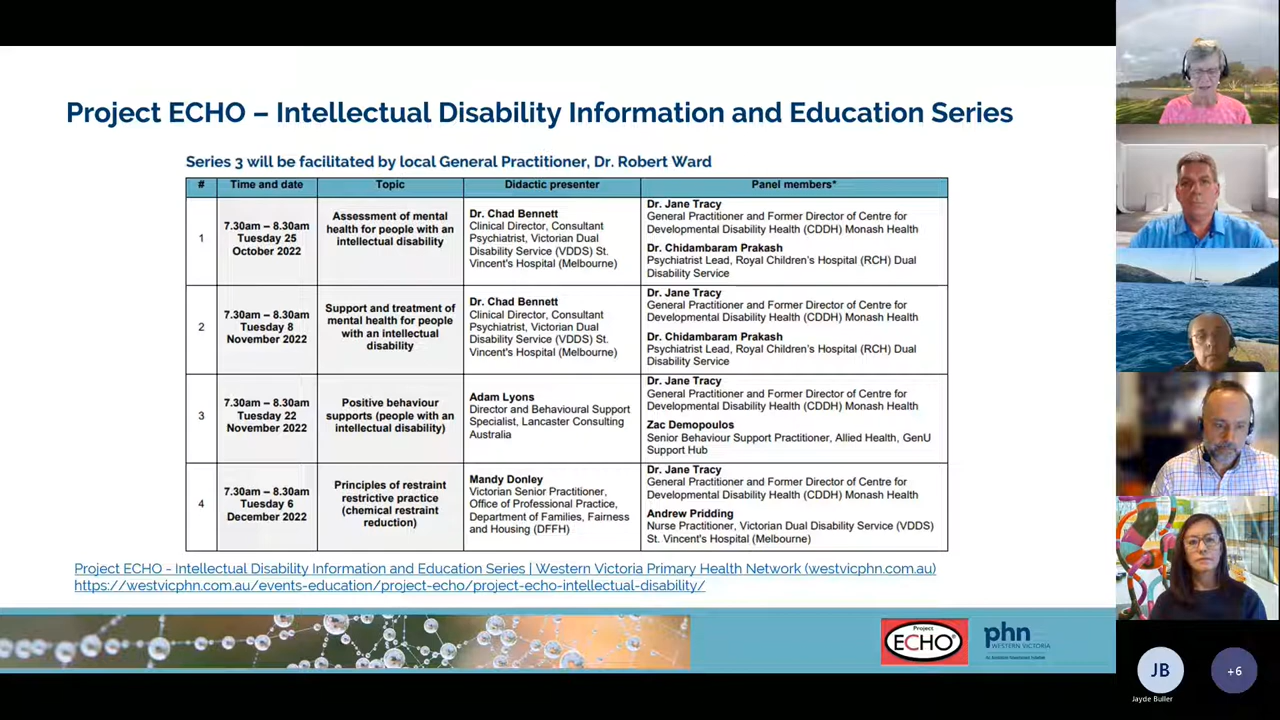 Project ECHO – Intellectual Disability Information and Education Series
Series 3 will be facilitated by local General Practitioner, Dr. Robert Ward
# Time and date Topic Didactic presenter Panel members*
1
7.30am – 8.30am
Tuesday 25
October 2022
Assessment of mental
health for people with an
intellectual disability
Dr. Chad Bennett
Clinical Director, Consultant
Psychiatrist, Victorian Dual
Disability Service (VDDS) St.
Vincent's Hospital (Melbourne)
Dr. Jane Tracy
General Practitioner and Former Director of Centre for
Developmental Disability Health (CDDH) Monash Health
Dr. Chidambaram Prakash
Psychiatrist Lead, Royal Children's Hospital (RCH) Dual
Disability Service
2
7.30am – 8.30am
Tuesday 8
November 2022
Support and treatment of
mental health for people
with an intellectual
disability
Dr. Chad Bennett
Clinical Director, Consultant
Psychiatrist, Victorian Dual
Disability Service (VDDS) St.
Vincent's Hospital (Melbourne)
Dr. Jane Tracy
General Practitioner and Former Director of Centre for
Developmental Disability Health (CDDH) Monash Health
Dr. Chidambaram Prakash
Psychiatrist Lead, Royal Children's Hospital (RCH) Dual
Disability Service
3
7.30am – 8.30am
Tuesday 22
November 2022
Positive behaviour
supports (people with an
intellectual disability)
Adam Lyons
Director and Behavioural Support
Specialist, Lancaster Consulting
Australia
Dr. Jane Tracy
General Practitioner and Former Director of Centre for
Developmental Disability Health (CDDH) Monash Health
Zac Demopoulos
Senior Behaviour Support Practitioner, Allied Health, GenU
Support Hub
4
7.30am – 8.30am
Tuesday 6
December 2022
Principles of restraint
restrictive practice
(chemical restraint
reduction)
Mandy Donley
Victorian Senior Practitioner,
Office of Professional Practice,
Department of Families, Fairness
and Housing (DFFH)
Dr. Jane Tracy
General Practitioner and Former Director of Centre for
Developmental Disability Health (CDDH) Monash Health
Andrew Pridding
Nurse Practitioner, Victorian Dual Disability Service (VDDS)
St. Vincent's Hospital (Melbourne)
Project ECHO - Intellectual Disability Information and Education Series | Western Victoria Primary Health Network (westvicphn.com.au)
https://westvicphn.com.au/events-education/project-echo/project-echo-intellectual-disability/
Project
ECHO®
phn
WESTERN VICTORIA
JB
+6
Jayde Buller